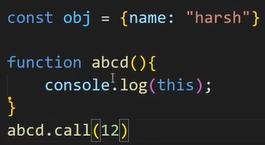 const obj = {name: "harsh"}
function abcd(){
console.log(this);
}
abcd.call(12)